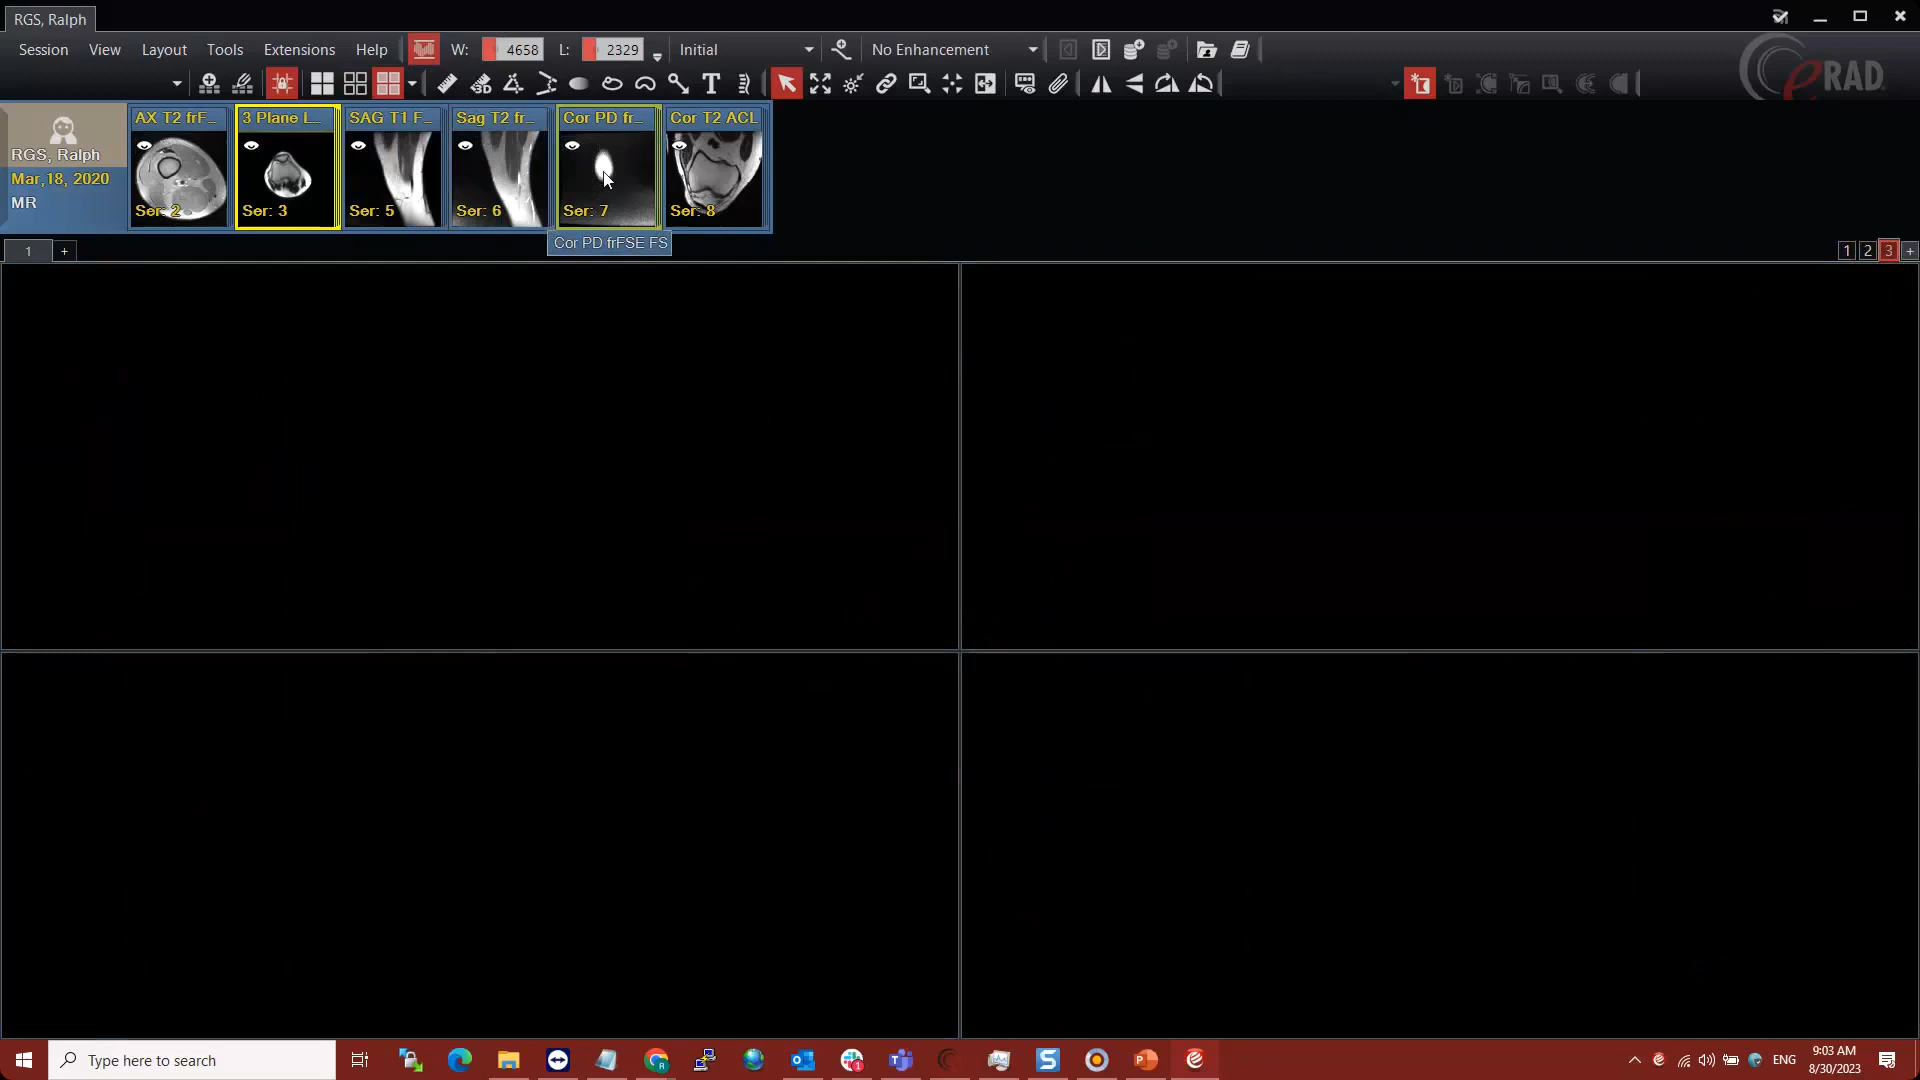 RGS, Ralph
Session View Layout Tools Extensions Help W: 4658 L: 2329 Initial No Enhancement
eRAD
AX T2 frF... 3 Plane L... SAG T1 F... Sag T2 fr... Cor PD fr... Cor T2 ACL
RGS, Ralph
Mar,18, 2020
MR
Ser: 2 Ser: 3 Ser: 5 Ser: 6 Ser: 7 Ser: 8
Cor PD frFSE FS
1 + 1 2 3 +
Type here to search
ENG
9:03 AM
8/30/2023